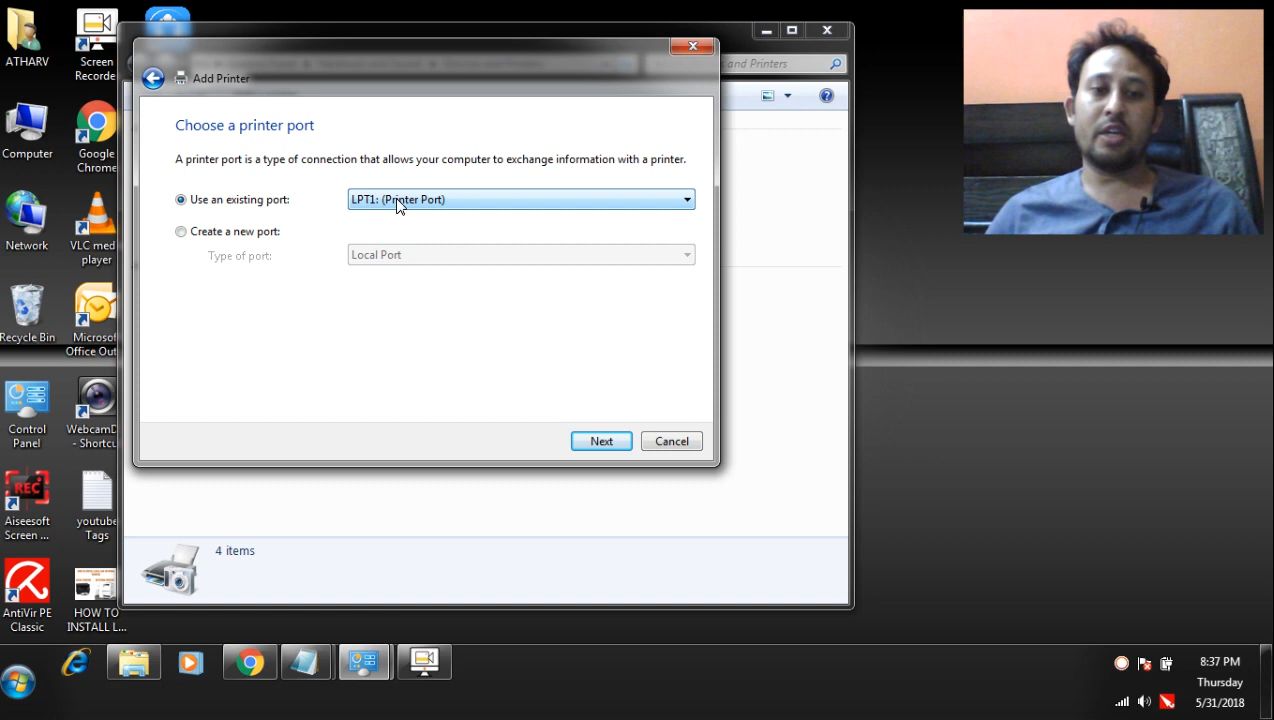 ATHARV
Screen
Recorde
Computer
Google
Chrome
Network
VLC med
player
Recycle Bin
Microso
Office Out
Control
Panel
WebcamD
- Shortcu
REC
Aiseesoft
Screen ...
youtube
Tags
AntiVir PE
Classic
HOW TO
INSTALL L...
and Printers
Add Printer
Choose a printer port
A printer port is a type of connection that allows your computer to exchange information with a printer.
Use an existing port:
LPT1: (Printer Port)
Create a new port:
Type of port:
Local Port
Next
Cancel
4 items
8:37 PM
Thursday
5/31/2018